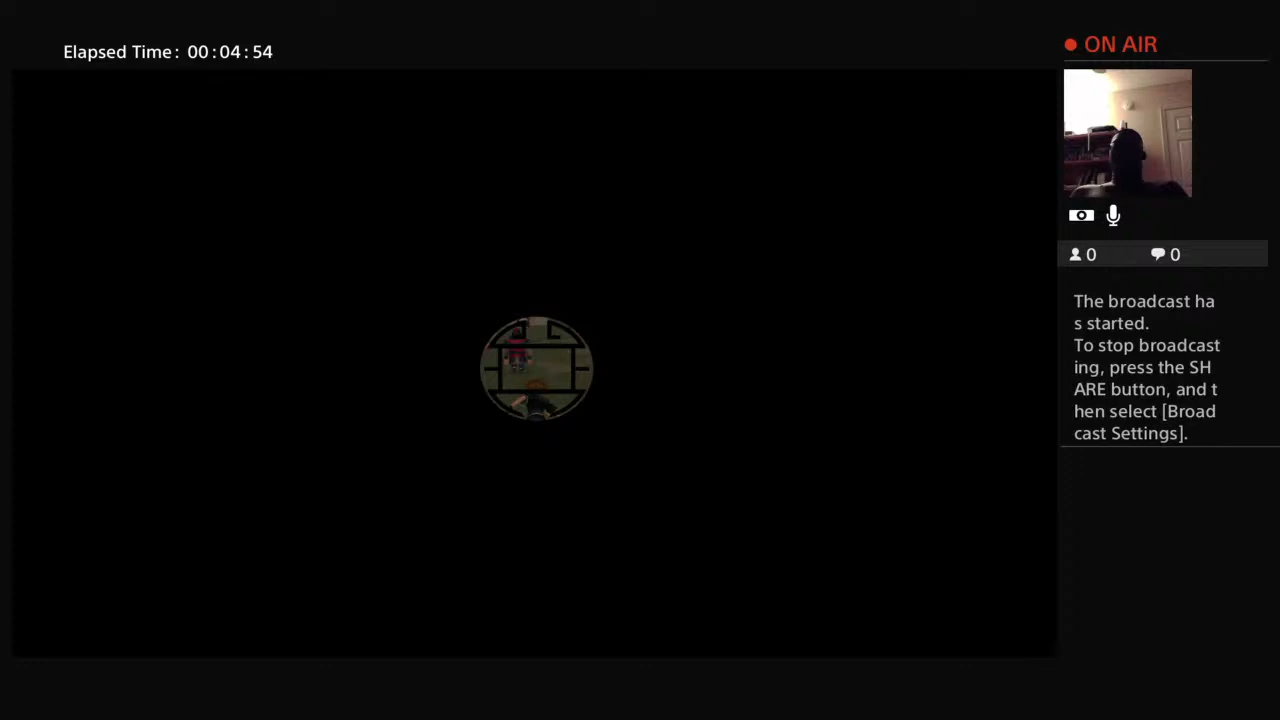 Elapsed Time: 00:04:54
ON AIR
0 0
The broadcast ha
s started.
To stop broadcast
ing, press the SH
ARE button, and t
hen select [Broad
cast Settings].